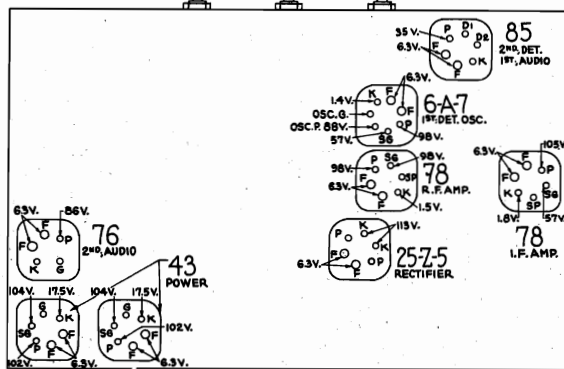 D1
35V. P D2
6.3V. F
F K
85
2ND, DET.
1ST, AUDIO
6.3V.
1.4V. K F
OSC.G. F
OSC.P. 88V. P
57V. SG 98V.
6-A-7
1ST. DET. OSC.
SG 98V.
98V. P
F SP
6.3V. F K
1.5V.
78
R.F. AMP.
105V.
6.3V. F P
F
K SG
1.8V. SP 57V.
78
I.F. AMP.
113V.
P K
F K
6.3V. F P
25-Z-5
RECTIFIER
6.3V. 86V.
F P
F
K G
76
2ND, AUDIO
43
POWER
104V. 17.5V.
G K
SG F
P F
102V. 6.3V.
104V. 17.5V.
G K
SG F
P 102V.
F
6.3V.